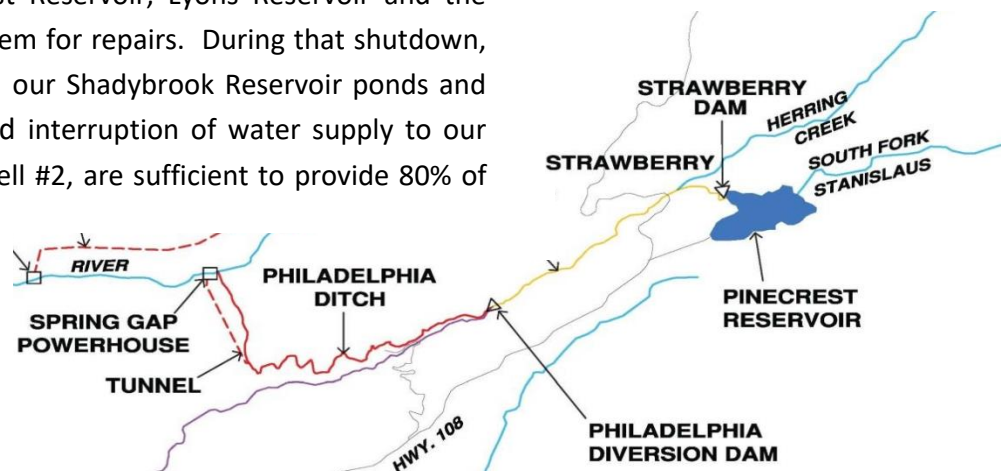 st Reservoir, Lyons Reservoir and the
em for repairs. During that shutdown,
our Shadybrook Reservoir ponds and
d interruption of water supply to our
ell #2, are sufficient to provide 80% of
STRAWBERRY
DAM
HERRING
CREEK
STRAWBERRY
SOUTH FORK
STANISLAUS
RIVER
PHILADELPHIA
DITCH
SPRING GAP
POWERHOUSE
TUNNEL
PINECREST
RESERVOIR
HWY. 108
PHILADELPHIA
DIVERSION DAM